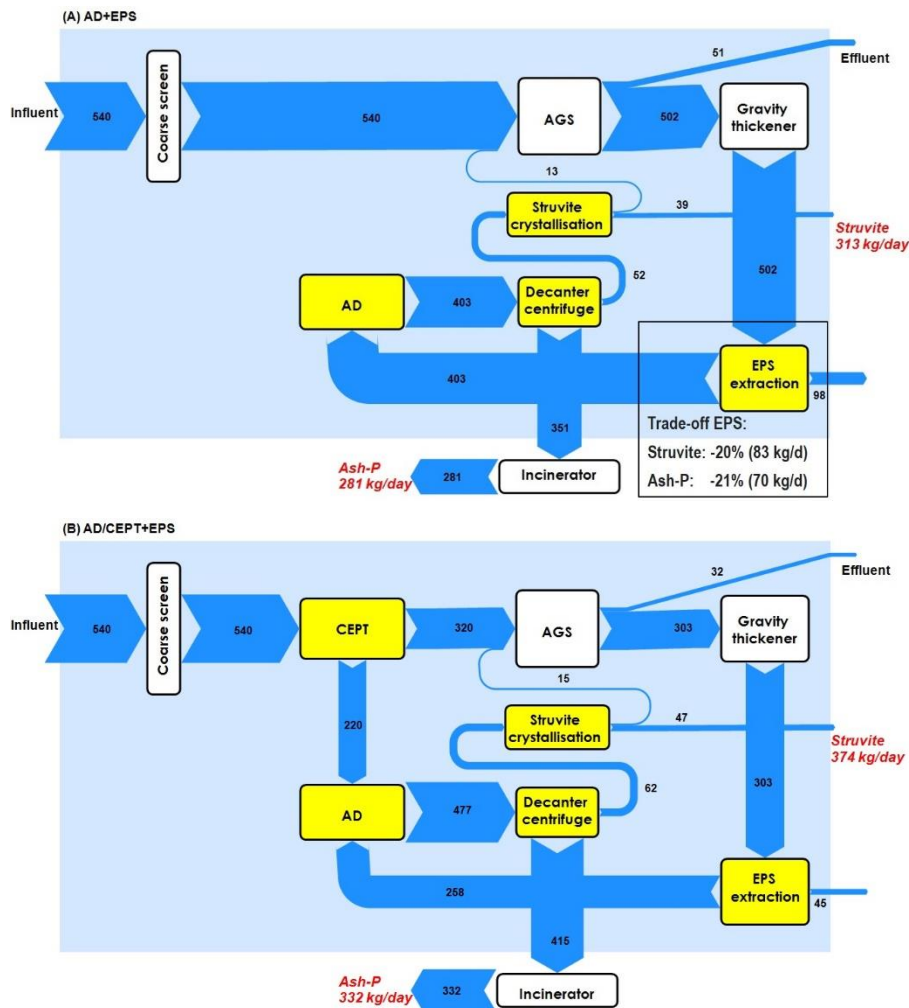 (A) AD+EPS
51
Effluent
Influent
540
Coarse screen
540
AGS
502
Gravity
thickener
13
Struvite
crystallisation
39
Struvite
313 kg/day
52
502
AD
403
Decanter
centrifuge
403
EPS
extraction
98
351
Trade-off EPS:
Struvite: -20% (83 kg/d)
Ash-P: -21% (70 kg/d)
Ash-P
281 kg/day
281
Incinerator
(B) AD/CEPT+EPS
32
Effluent
Influent
540
Coarse screen
540
CEPT
320
AGS
303
Gravity
thickener
15
220
Struvite
crystallisation
47
Struvite
374 kg/day
62
303
AD
477
Decanter
centrifuge
258
EPS
extraction
45
415
Ash-P
332 kg/day
332
Incinerator